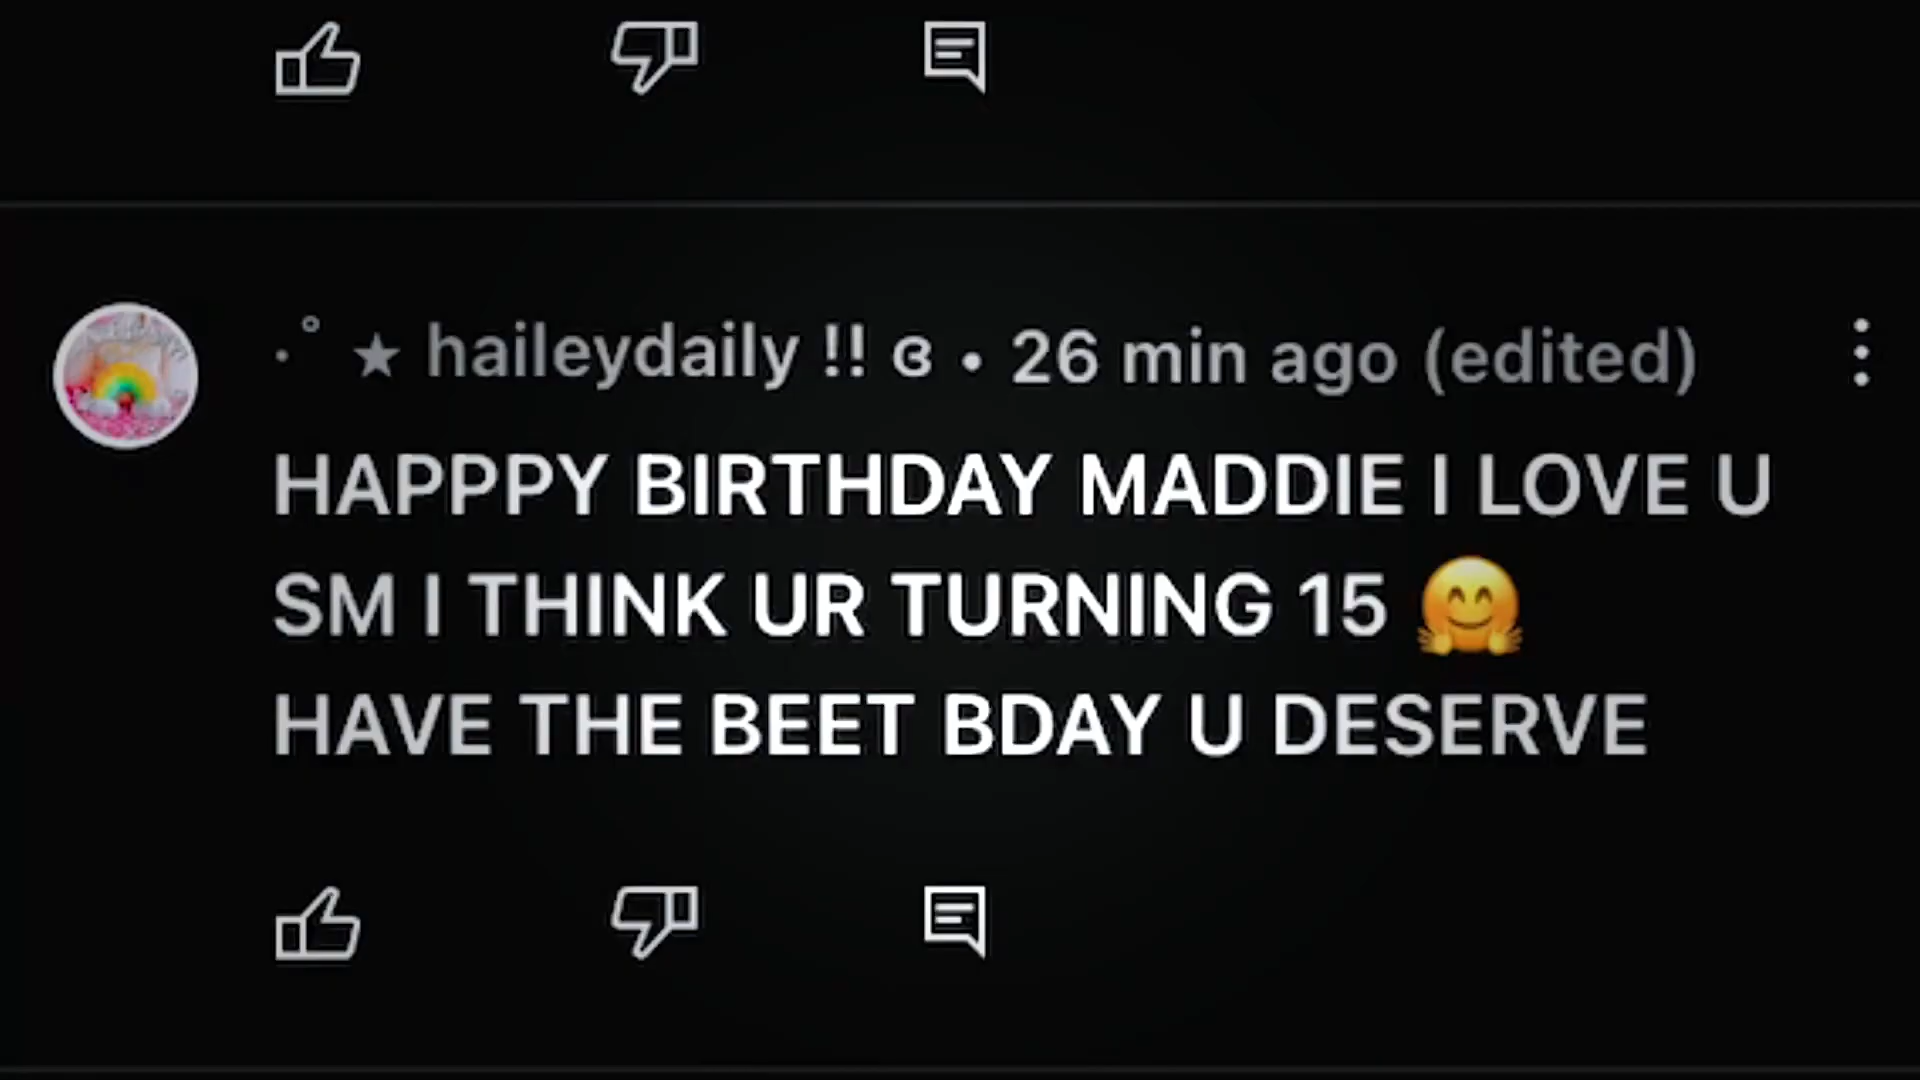 ·˚ ★ haileydaily !! ɞ • 26 min ago (edited)
HAPPPY BIRTHDAY MADDIE I LOVE U
SM I THINK UR TURNING 15 🤗
HAVE THE BEET BDAY U DESERVE